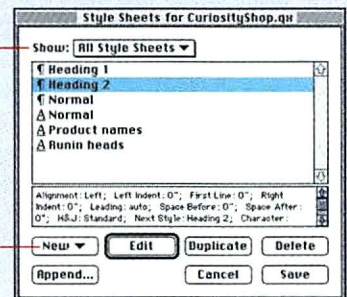 Style Sheets for CuriosityShop.qx
Show: All Style Sheets ▼
¶ Heading 1
¶ Heading 2
¶ Normal
A Normal
A Product names
A Runin heads
Alignment: Left; Left Indent: 0"; First Line: 0"; Right
Indent: 0"; Leading: auto; Space Before: 0"; Space After:
0"; H&J: Standard; Next Style: Heading 2; Character:
New ▼ Edit Duplicate Delete
Append... Cancel Save